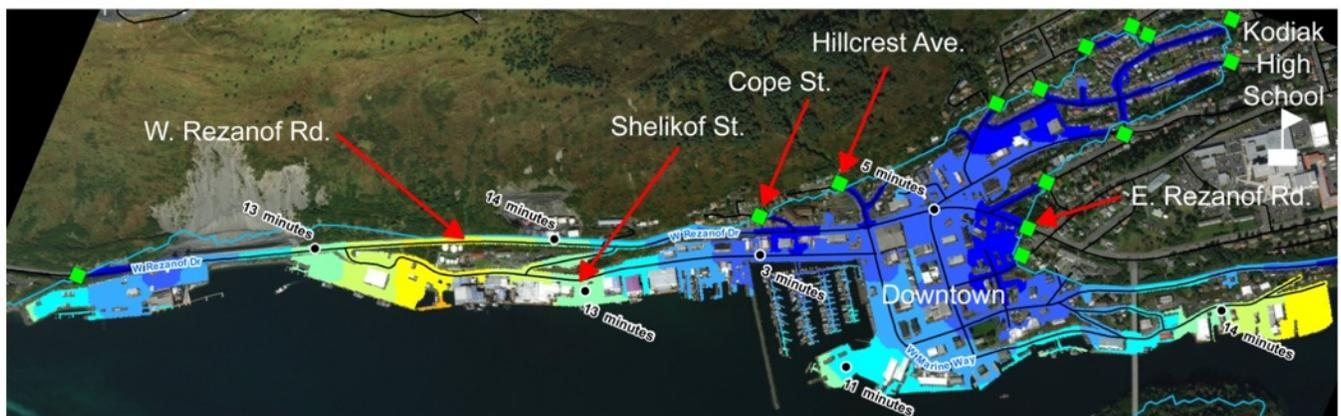 Hillcrest Ave.
Kodiak
High
School
Cope St.
W. Rezanof Rd.
Shelikof St.
5 minutes
E. Rezanof Rd.
13 minutes
14 minutes
W Rezanof Dr
W Rezanof Dr
3 minutes
Downtown
13 minutes
14 minutes
W Marine Way
11 minutes